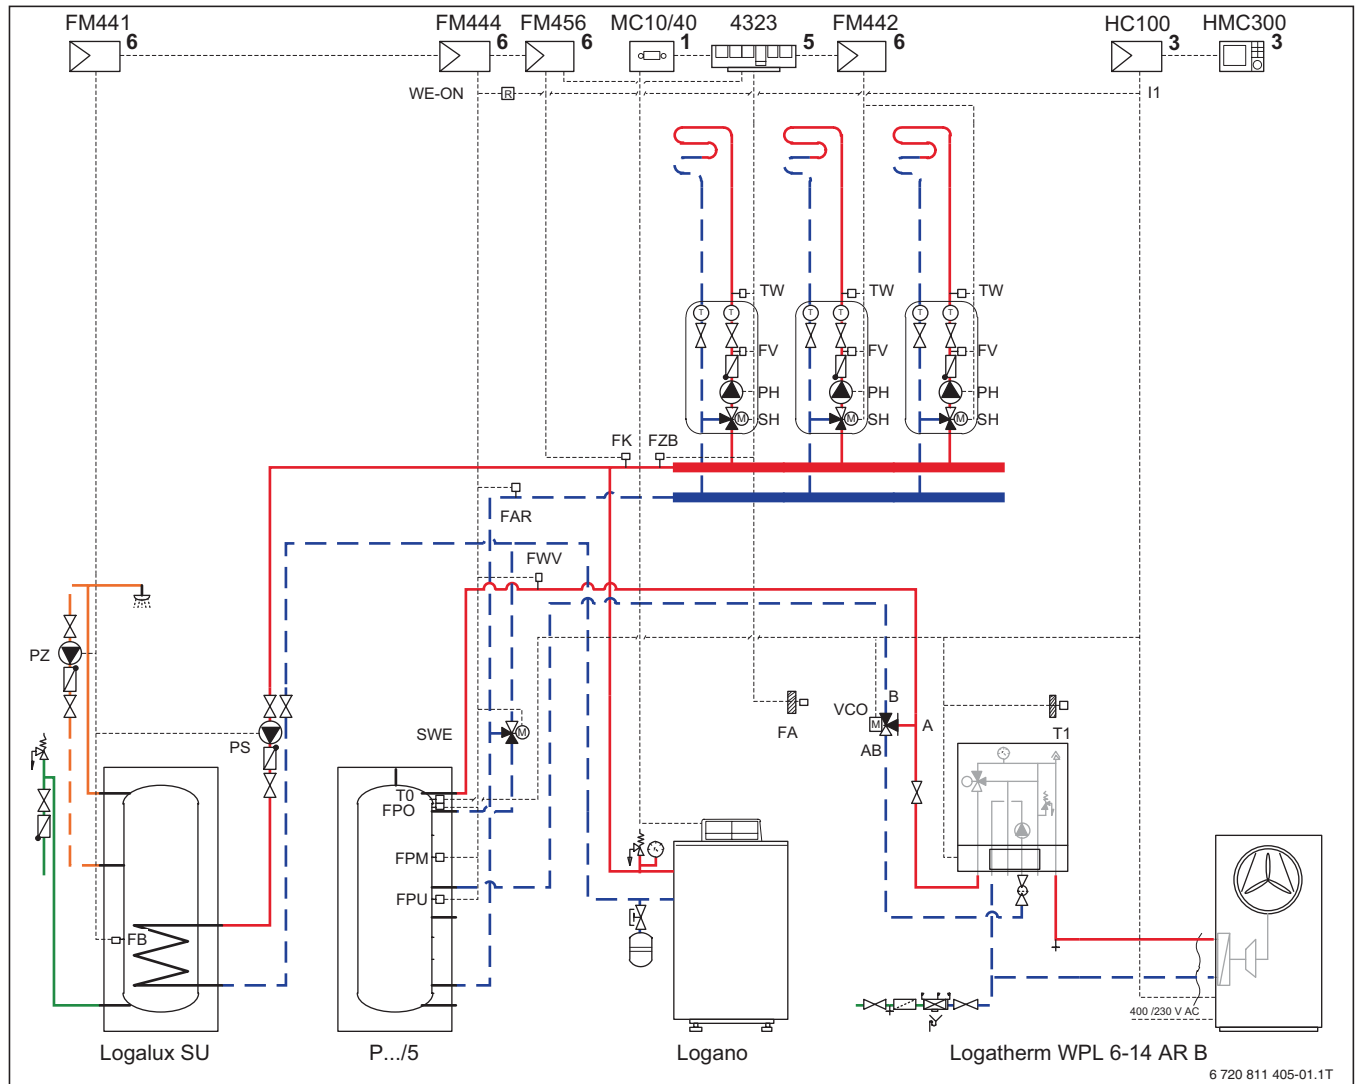 FM441 FM444 FM456 MC10/40 4323 FM442 HC100 HMC300
6 6 6 1 5 6 3 3
WE-ON R I1
TW TW TW
T T T T T T
FV FV FV
PH PH PH
M SH M SH M SH
FK FZB
FAR
FWV
PZ
B
VCO M A
FA
T1
AB
PS SWE M
T0
FPO
FPM
FPU
FB
400 /230 V AC
Logalux SU P.../5 Logano Logatherm WPL 6-14 AR B
6 720 811 405-01.1T